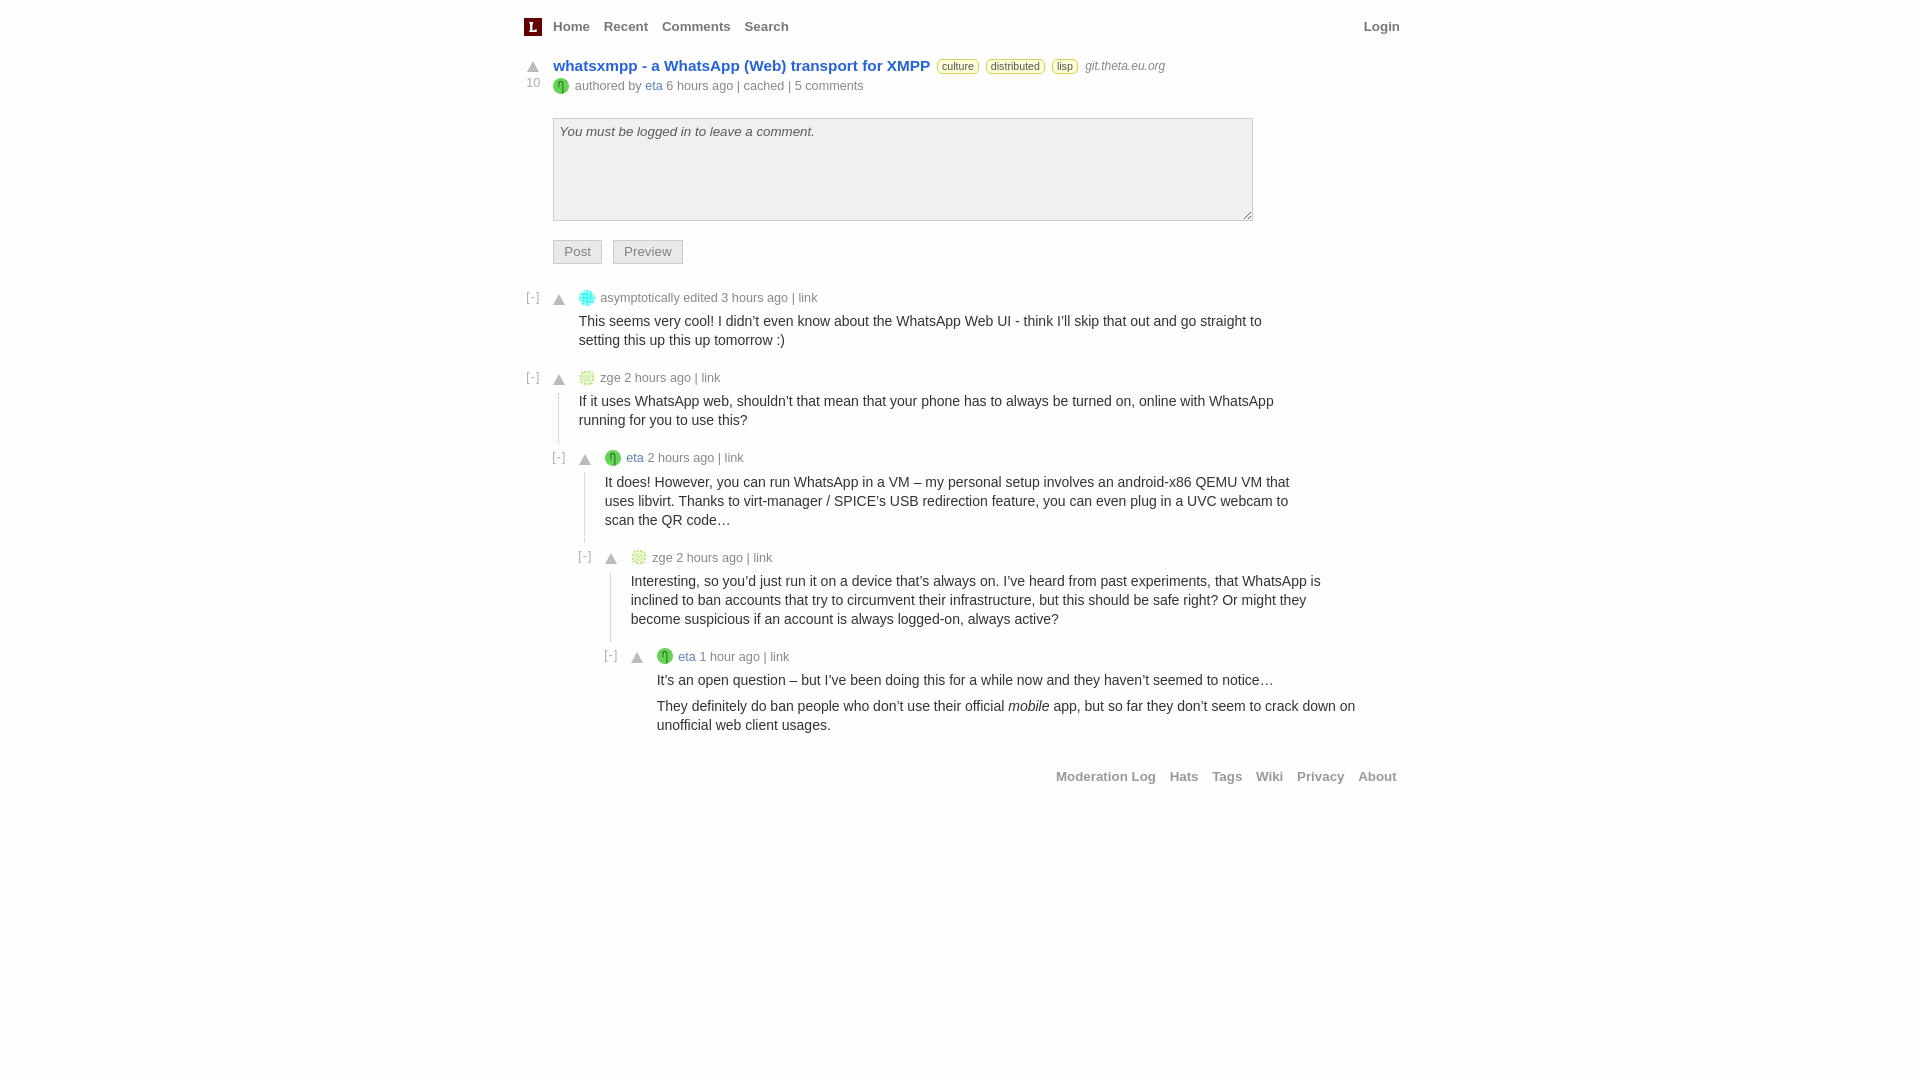 L Home Recent Comments Search Login
whatsxmpp - a WhatsApp (Web) transport for XMPP culture distributed lisp git.theta.eu.org
10 authored by eta 6 hours ago | cached | 5 comments
You must be logged in to leave a comment.
Post Preview
[-] asymptotically edited 3 hours ago | link
This seems very cool! I didn’t even know about the WhatsApp Web UI - think I’ll skip that out and go straight to
setting this up this up tomorrow :)
[-] zge 2 hours ago | link
If it uses WhatsApp web, shouldn’t that mean that your phone has to always be turned on, online with WhatsApp
running for you to use this?
[-] eta 2 hours ago | link
It does! However, you can run WhatsApp in a VM – my personal setup involves an android-x86 QEMU VM that
uses libvirt. Thanks to virt-manager / SPICE’s USB redirection feature, you can even plug in a UVC webcam to
scan the QR code…
[-] zge 2 hours ago | link
Interesting, so you’d just run it on a device that’s always on. I’ve heard from past experiments, that WhatsApp is
inclined to ban accounts that try to circumvent their infrastructure, but this should be safe right? Or might they
become suspicious if an account is always logged-on, always active?
[-] eta 1 hour ago | link
It’s an open question – but I’ve been doing this for a while now and they haven’t seemed to notice…
They definitely do ban people who don’t use their official mobile app, but so far they don’t seem to crack down on
unofficial web client usages.
Moderation Log Hats Tags Wiki Privacy About